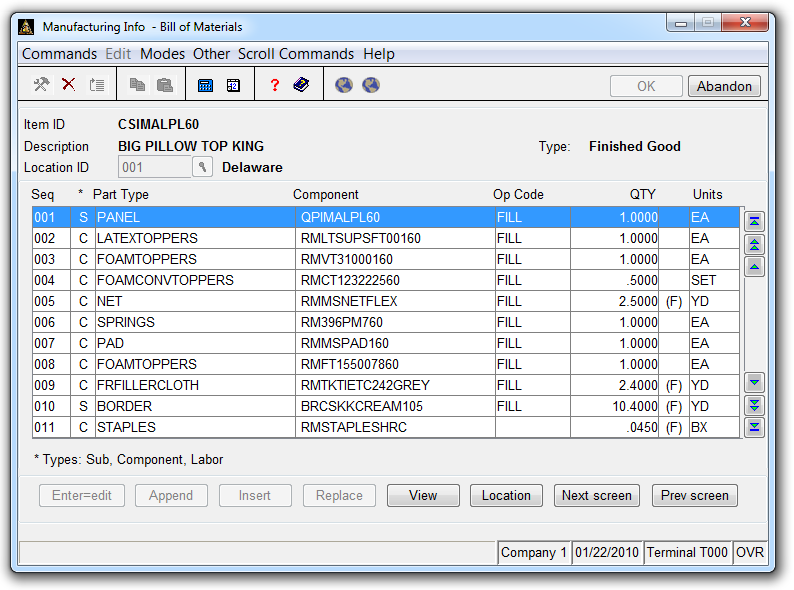 Manufacturing Info - Bill of Materials
Commands Edit Modes Other Scroll Commands Help
OK Abandon
Item ID CSIMALPL60
Description BIG PILLOW TOP KING Type: Finished Good
Location ID 001 Delaware
Seq * Part Type Component Op Code QTY Units
001 S PANEL QPIMALPL60 FILL 1.0000 EA
002 C LATEXTOPPERS RMLTSUPSFT00160 FILL 1.0000 EA
003 C FOAMTOPPERS RMVT31000160 FILL 1.0000 EA
004 C FOAMCONVTOPPERS RMCT123222560 FILL .5000 SET
005 C NET RMMSNETFLEX FILL 2.5000 (F) YD
006 C SPRINGS RM396PM760 FILL 1.0000 EA
007 C PAD RMMSPAD160 FILL 1.0000 EA
008 C FOAMTOPPERS RMFT155007860 FILL 1.0000 EA
009 C FRFILLERCLOTH RMTKTIETC242GREY FILL 2.4000 (F) YD
010 S BORDER BRCSKKCREAM105 FILL 10.4000 (F) YD
011 C STAPLES RMSTAPLESHRC .0450 (F) BX
* Types: Sub, Component, Labor
Enter=edit Append Insert Replace View Location Next screen Prev screen
Company 1 01/22/2010 Terminal T000 OVR